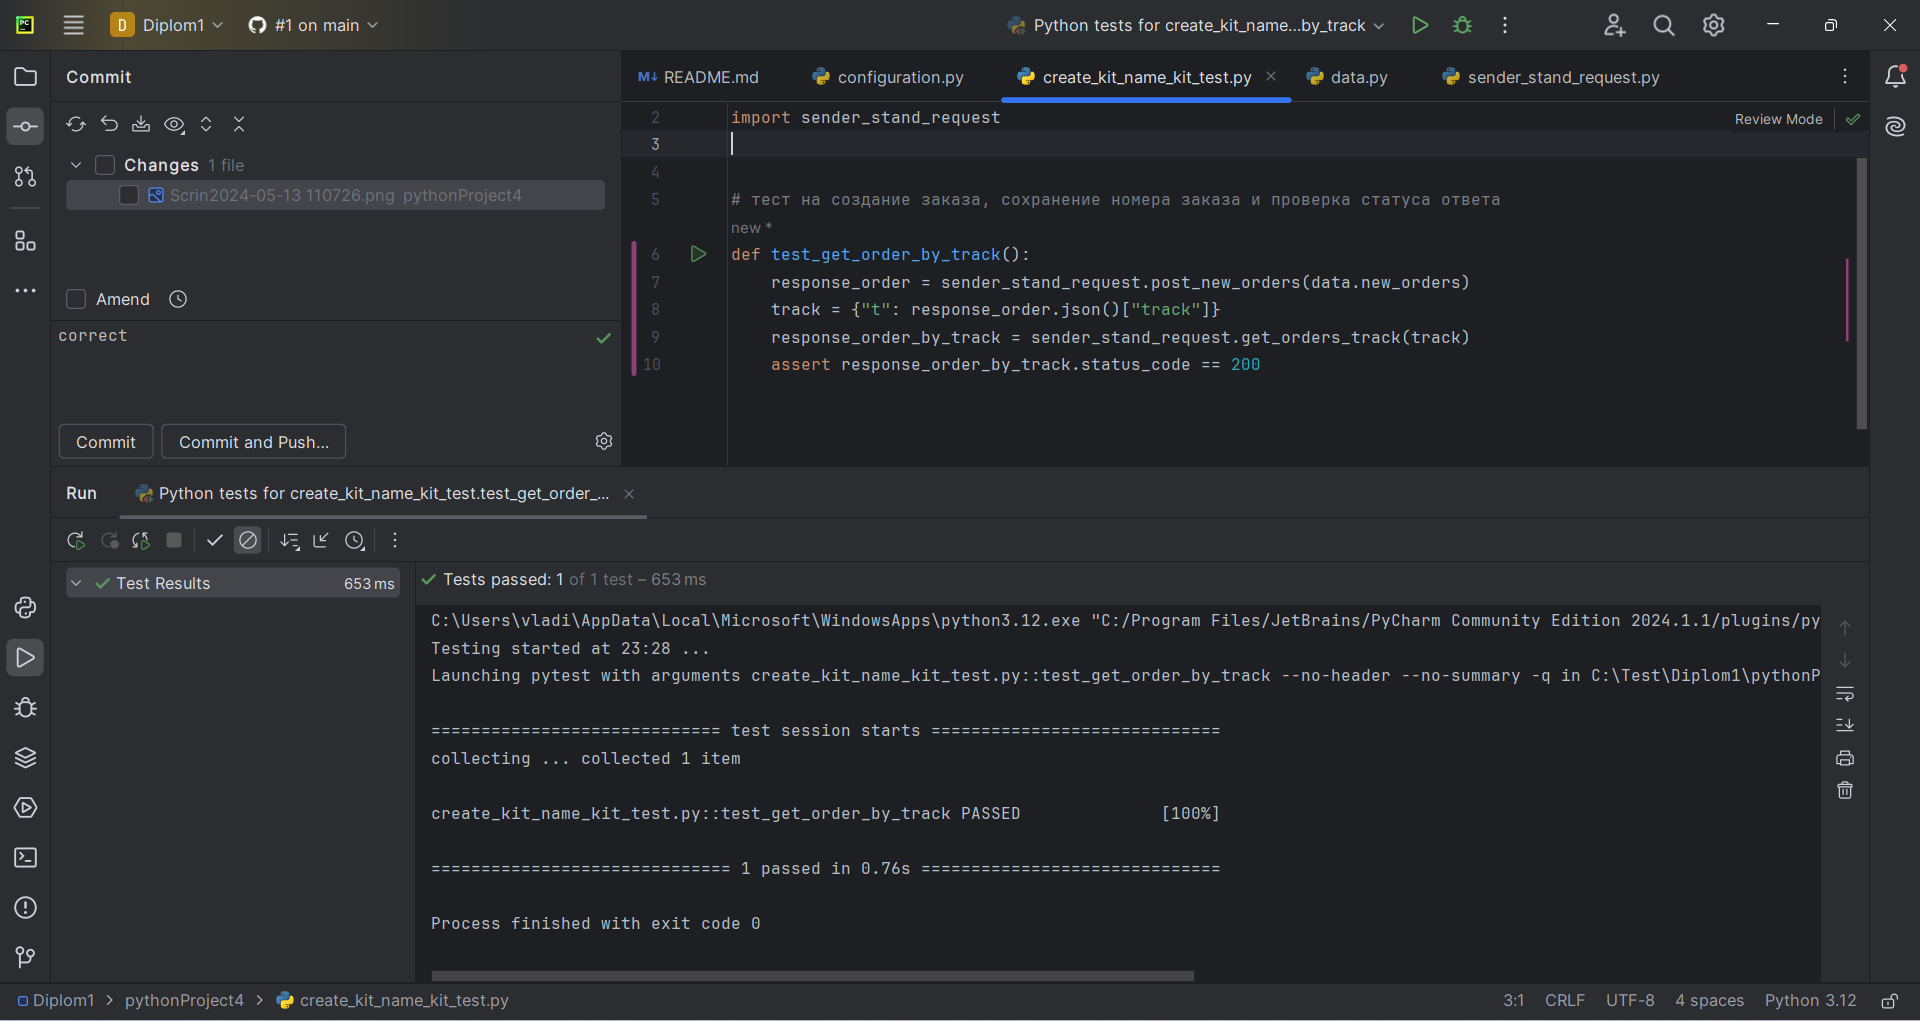 D Diplom1 #1 on main Python tests for create_kit_name...by_track
Commit
Changes 1 file
Scrin2024-05-13 110726.png pythonProject4
Amend
correct
Commit Commit and Push...
M↓ README.md configuration.py create_kit_name_kit_test.py data.py sender_stand_request.py
Review Mode
2 import sender_stand_request
3
4
5 # тест на создание заказа, сохранение номера заказа и проверка статуса ответа
new *
6 def test_get_order_by_track():
7 response_order = sender_stand_request.post_new_orders(data.new_orders)
8 track = {"t": response_order.json()["track"]}
9 response_order_by_track = sender_stand_request.get_orders_track(track)
10 assert response_order_by_track.status_code == 200
Run Python tests for create_kit_name_kit_test.test_get_order_...
Test Results 653 ms
Tests passed: 1 of 1 test – 653 ms
C:\Users\vladi\AppData\Local\Microsoft\WindowsApps\python3.12.exe "C:/Program Files/JetBrains/PyCharm Community Edition 2024.1.1/plugins/py
Testing started at 23:28 ...
Launching pytest with arguments create_kit_name_kit_test.py::test_get_order_by_track --no-header --no-summary -q in C:\Test\Diplom1\pythonP
============================= test session starts =============================
collecting ... collected 1 item
create_kit_name_kit_test.py::test_get_order_by_track PASSED [100%]
============================== 1 passed in 0.76s ==============================
Process finished with exit code 0
Diplom1 > pythonProject4 > create_kit_name_kit_test.py
3:1 CRLF UTF-8 4 spaces Python 3.12